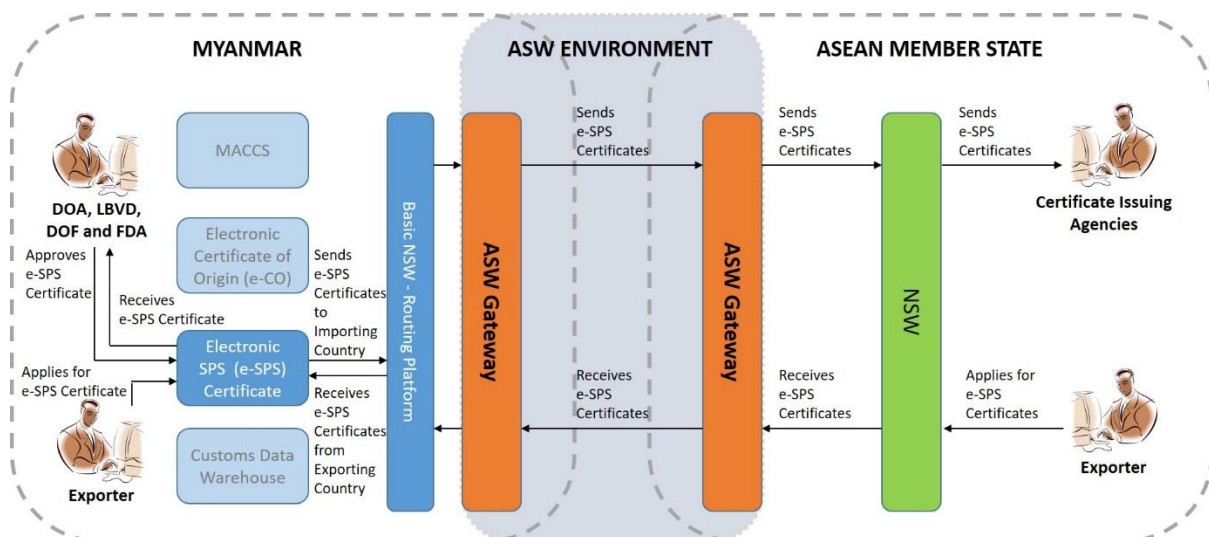 MYANMAR
ASW ENVIRONMENT
ASEAN MEMBER STATE
DOA, LBVD,
DOF and FDA
Approves
e-SPS
Certificate
Receives
e-SPS Certificate
Applies for
e-SPS Certificate
Exporter
MACCS
Electronic
Certificate of
Origin (e-CO)
Electronic
SPS (e-SPS)
Certificate
Customs Data
Warehouse
Sends
e-SPS
Certificates
to
Importing
Country
Receives
e-SPS
Certificates
from
Exporting
Country
Basic NSW - Routing Platform
ASW Gateway
Sends
e-SPS
Certificates
Receives
e-SPS
Certificates
ASW Gateway
Sends
e-SPS
Certificates
Receives
e-SPS
Certificates
NSW
Sends
e-SPS
Certificates
Applies for
e-SPS
Certificates
Certificate Issuing
Agencies
Exporter